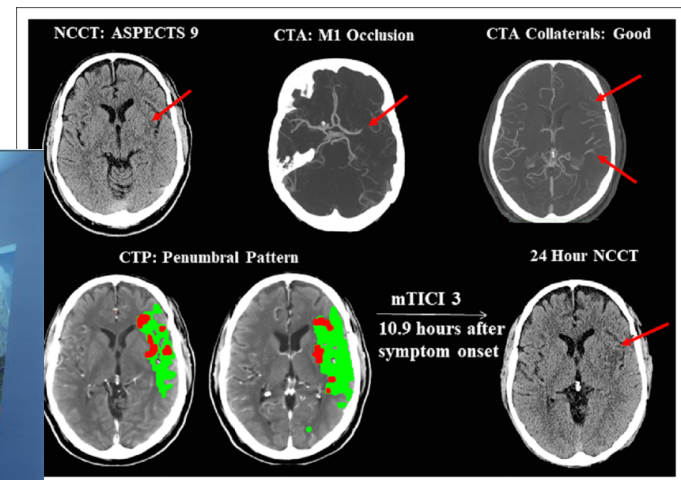 NCCT: ASPECTS 9
CTA: M1 Occlusion
CTA Collaterals: Good
CTP: Penumbral Pattern
24 Hour NCCT
mTICI 3
10.9 hours after
symptom onset